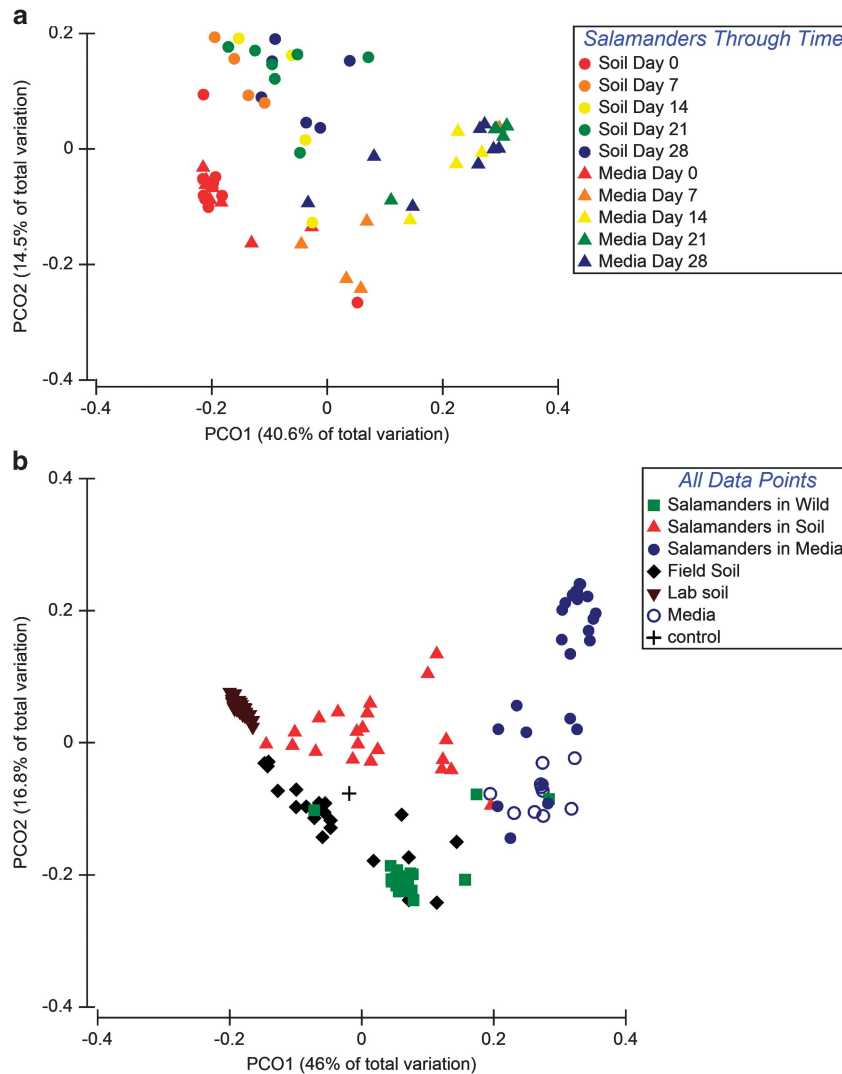 a
Salamanders Through Time
Soil Day 0
Soil Day 7
Soil Day 14
Soil Day 21
Soil Day 28
Media Day 0
Media Day 7
Media Day 14
Media Day 21
Media Day 28
PCO2 (14.5% of total variation)
0.2
0
-0.2
-0.4
-0.4
-0.2
0
0.2
0.4
PCO1 (40.6% of total variation)
b
All Data Points
Salamanders in Wild
Salamanders in Soil
Salamanders in Media
Field Soil
Lab soil
Media
control
PCO2 (16.8% of total variation)
0.4
0.2
0
-0.2
-0.4
-0.4
-0.2
0
0.2
0.4
PCO1 (46% of total variation)